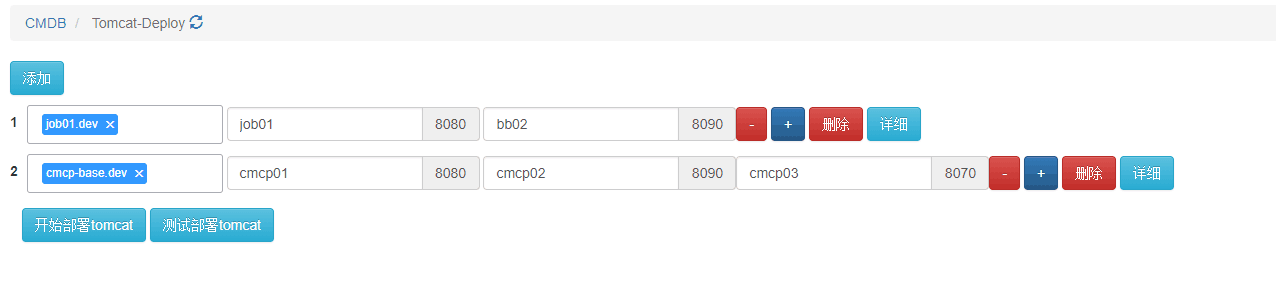 CMDB / Tomcat-Deploy
添加
1 job01.dev × job01 8080 bb02 8090 - + 删除 详细
2 cmcp-base.dev × cmcp01 8080 cmcp02 8090 cmcp03 8070 - + 删除 详细
开始部署tomcat 测试部署tomcat